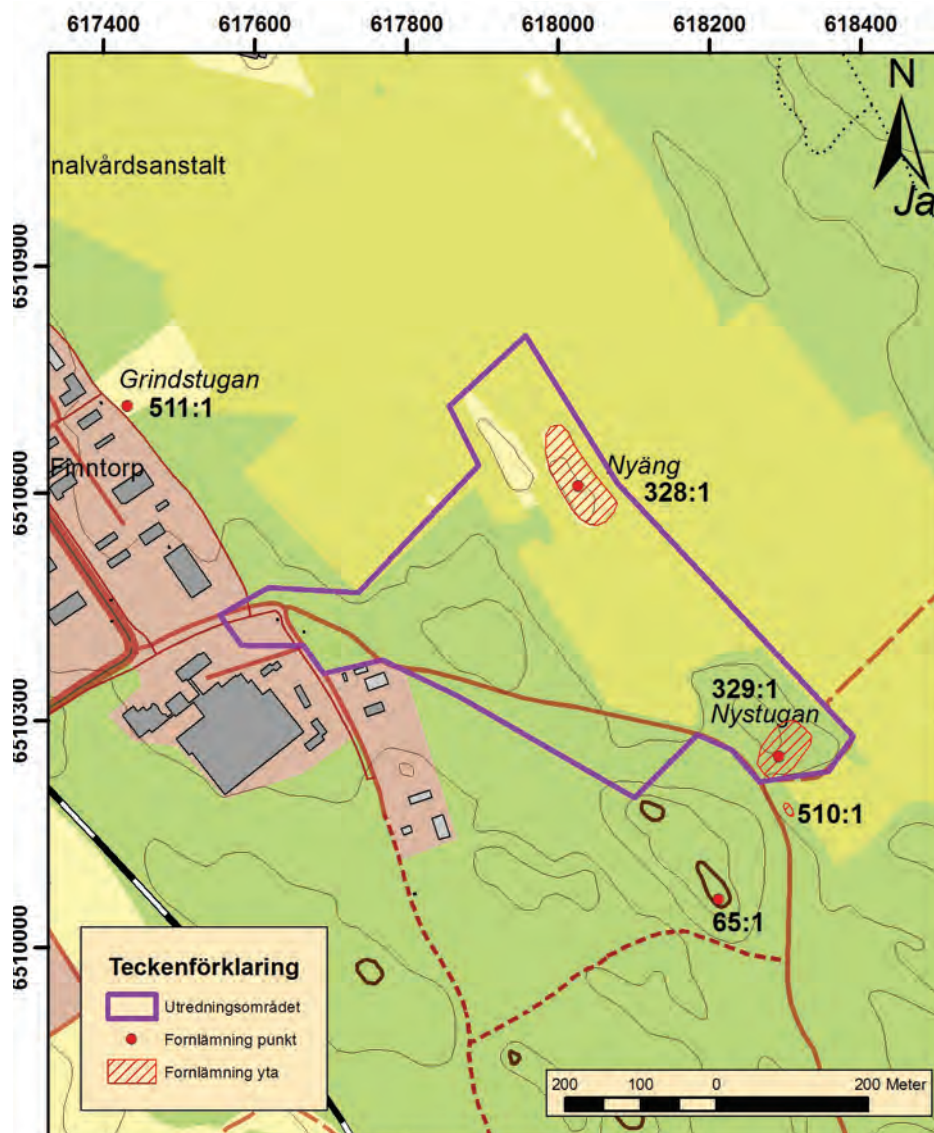 617400 617600 617800 618000 618200 618400
N
Ja
nalvårdsanstalt
6510900
Grindstugan
511:1
Finntorp
Nyäng
328:1
6510600
329:1
Nystugan
6510300
510:1
65:1
6510000
Teckenförklaring
Utredningsområdet
Fornlämning punkt
Fornlämning yta
200 100 0 200 Meter